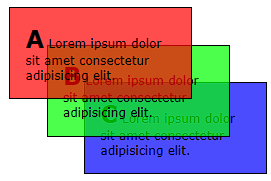 A Lorem ipsum dolor
sit amet consectetur
adipisicing elit.
B Lorem ipsum dolor
sit amet consectetur
adipisicing elit.
C Lorem ipsum dolor
sit amet consectetur
adipisicing elit.